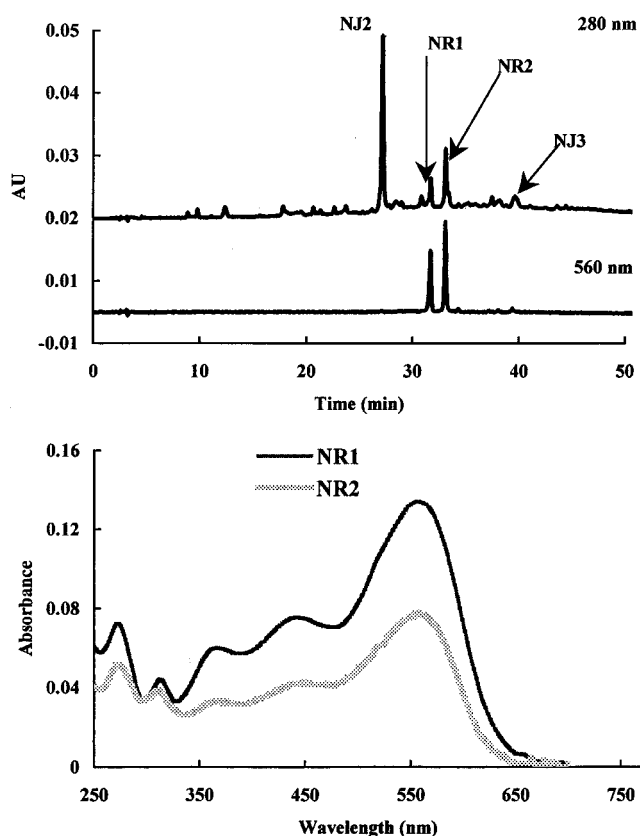 0.05
NJ2
280 nm
NR1
NR2
0.04
AU
0.03
NJ3
0.02
560 nm
0.01
-0.01
0 10 20 30 40 50
Time (min)
0.16
NR1
NR2
0.12
Absorbance
0.08
0.04
0
250 350 450 550 650 750
Wavelength (nm)